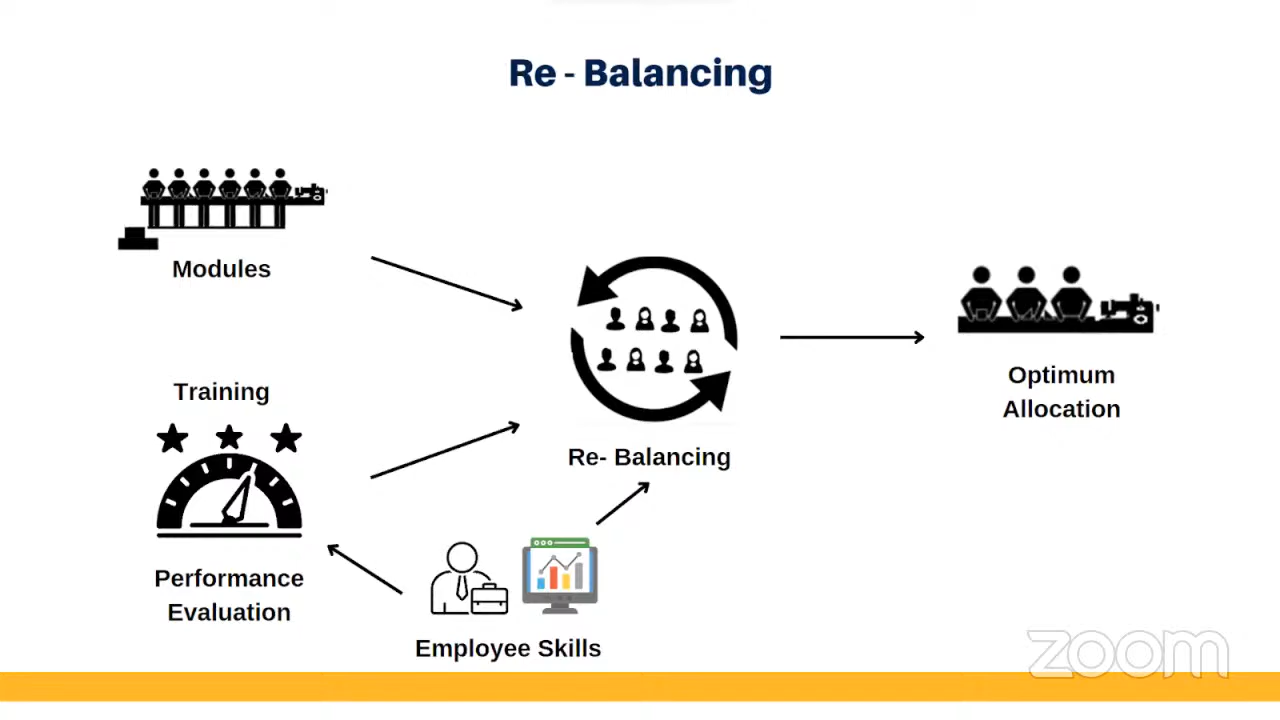 Re - Balancing
Modules
Training
Performance
Evaluation
Employee Skills
Re- Balancing
Optimum
Allocation
zoom